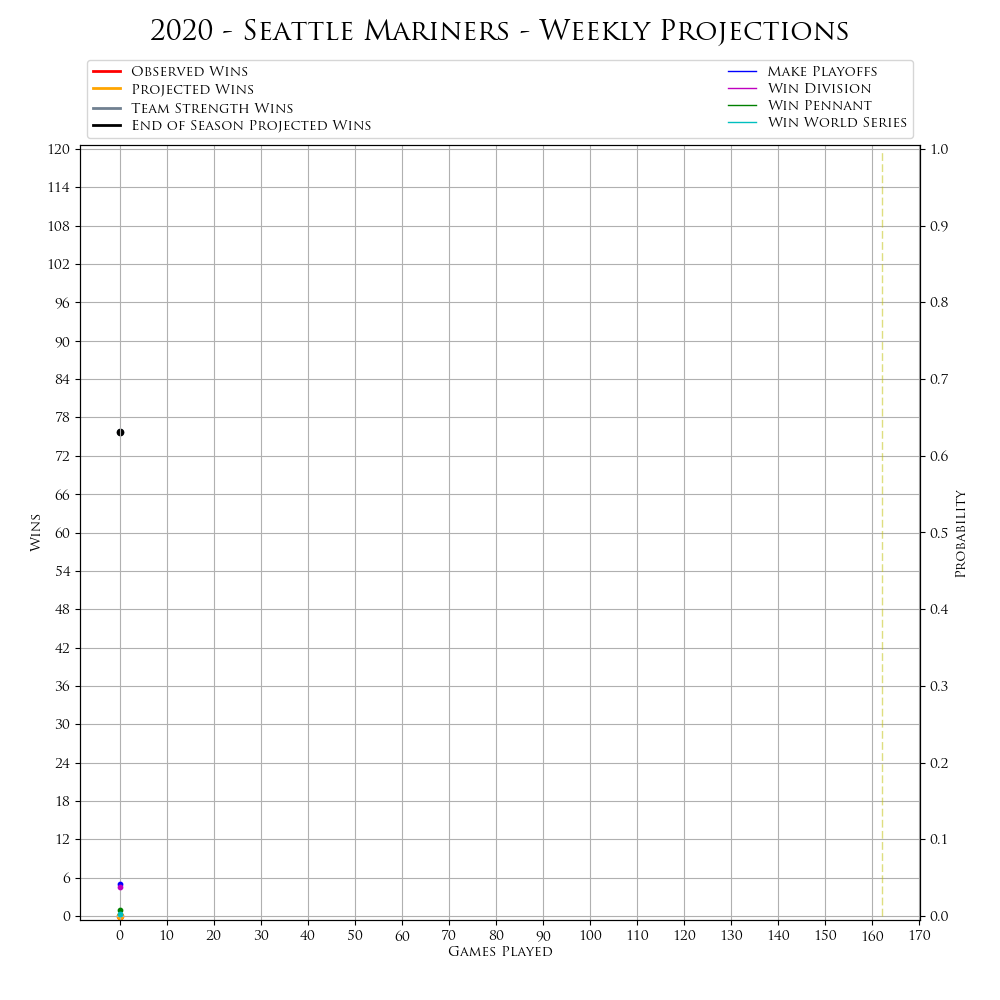 2020 - Seattle Mariners - Weekly Projections
Observed Wins
Projected Wins
Team Strength Wins
End of Season Projected Wins
Make Playoffs
Win Division
Win Pennant
Win World Series
120
114
108
102
96
90
84
78
72
66
60
54
48
42
36
30
24
18
12
6
0
Wins
1.0
0.9
0.8
0.7
0.6
0.5
0.4
0.3
0.2
0.1
0.0
Probability
0 10 20 30 40 50 60 70 80 90 100 110 120 130 140 150 160 170
Games Played